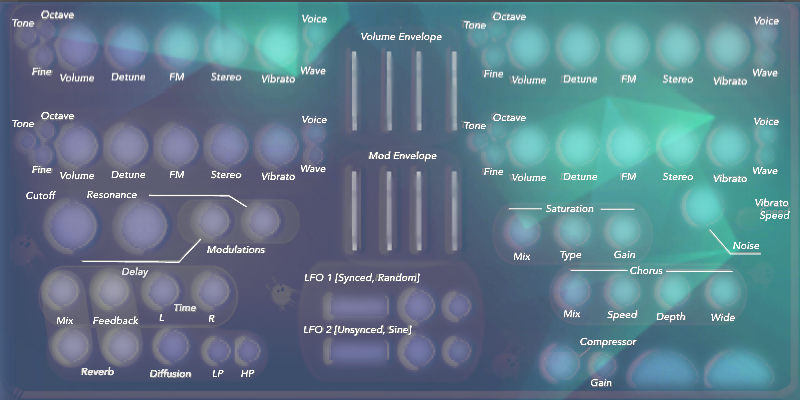 Octave
Voice
Tone
Fine
Volume Detune FM Stereo Vibrato
Wave
Volume Envelope
Octave
Voice
Tone
Fine
Volume Detune FM Stereo Vibrato
Wave
Octave
Voice
Tone
Fine
Volume Detune FM Stereo Vibrato
Wave
Mod Envelope
Octave
Voice
Tone
Fine
Volume Detune FM Stereo Vibrato
Wave
Cutoff Resonance
Modulations
Saturation
Mix Type Gain
Vibrato
Speed
Noise
Delay
Mix Feedback L Time R
LFO 1 [Synced, Random]
LFO 2 [Unsynced, Sine]
Chorus
Mix Speed Depth Wide
Reverb Diffusion LP HP
Compressor
Gain